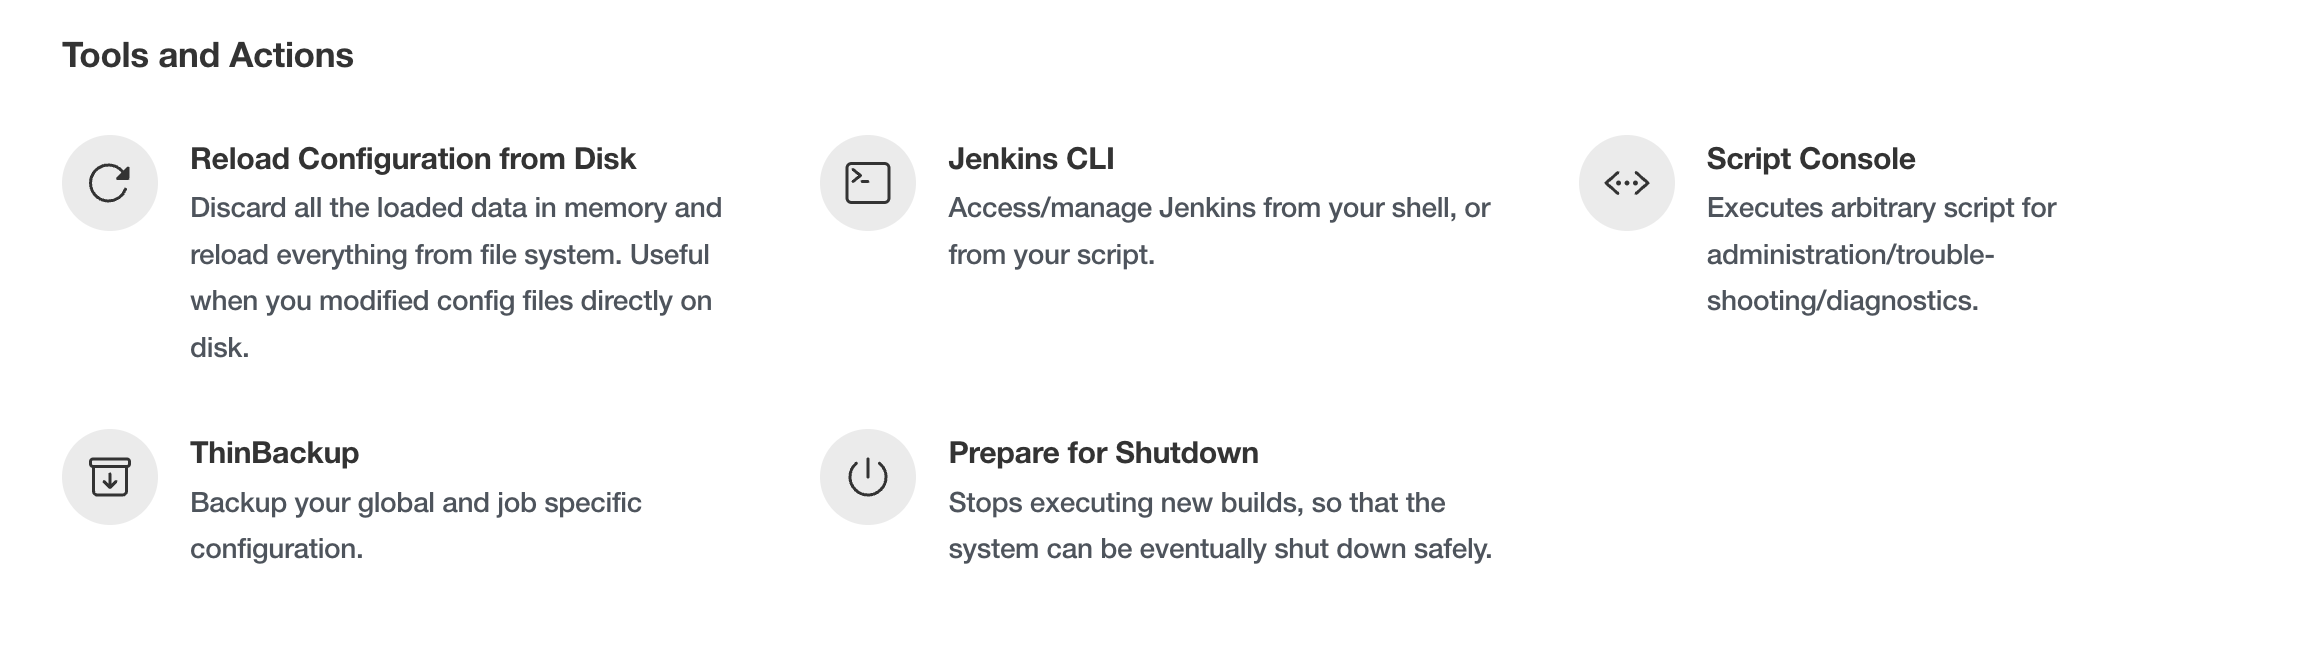 Tools and Actions
Reload Configuration from Disk
Discard all the loaded data in memory and
reload everything from file system. Useful
when you modified config files directly on
disk.
Jenkins CLI
Access/manage Jenkins from your shell, or
from your script.
Script Console
Executes arbitrary script for
administration/trouble-
shooting/diagnostics.
ThinBackup
Backup your global and job specific
configuration.
Prepare for Shutdown
Stops executing new builds, so that the
system can be eventually shut down safely.